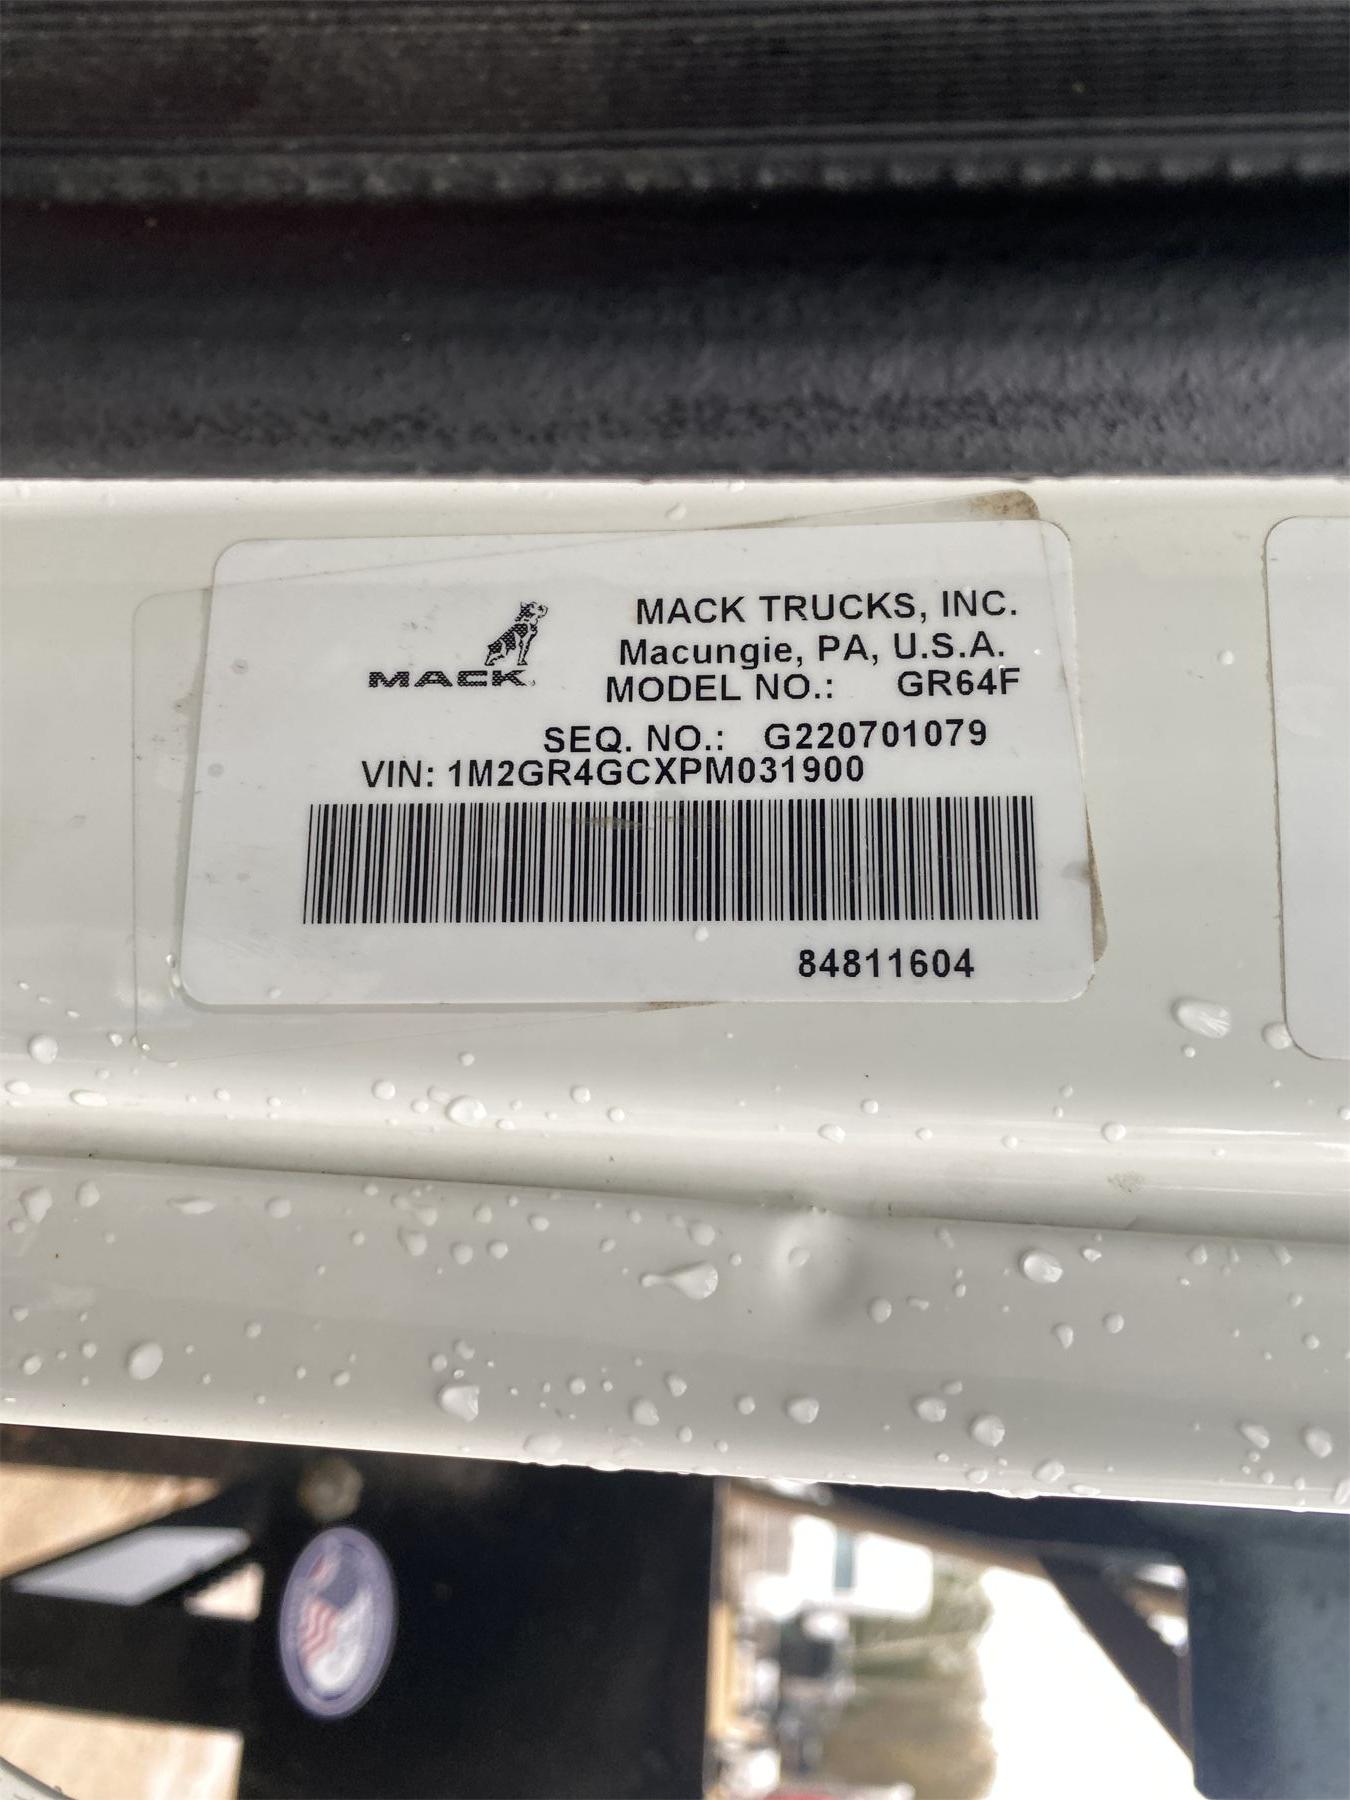 MACK
MACK TRUCKS, INC.
Macungie, PA, U.S.A.
MODEL NO.: GR64F
SEQ. NO.: G220701079
VIN: 1M2GR4GCXPM031900
84811604